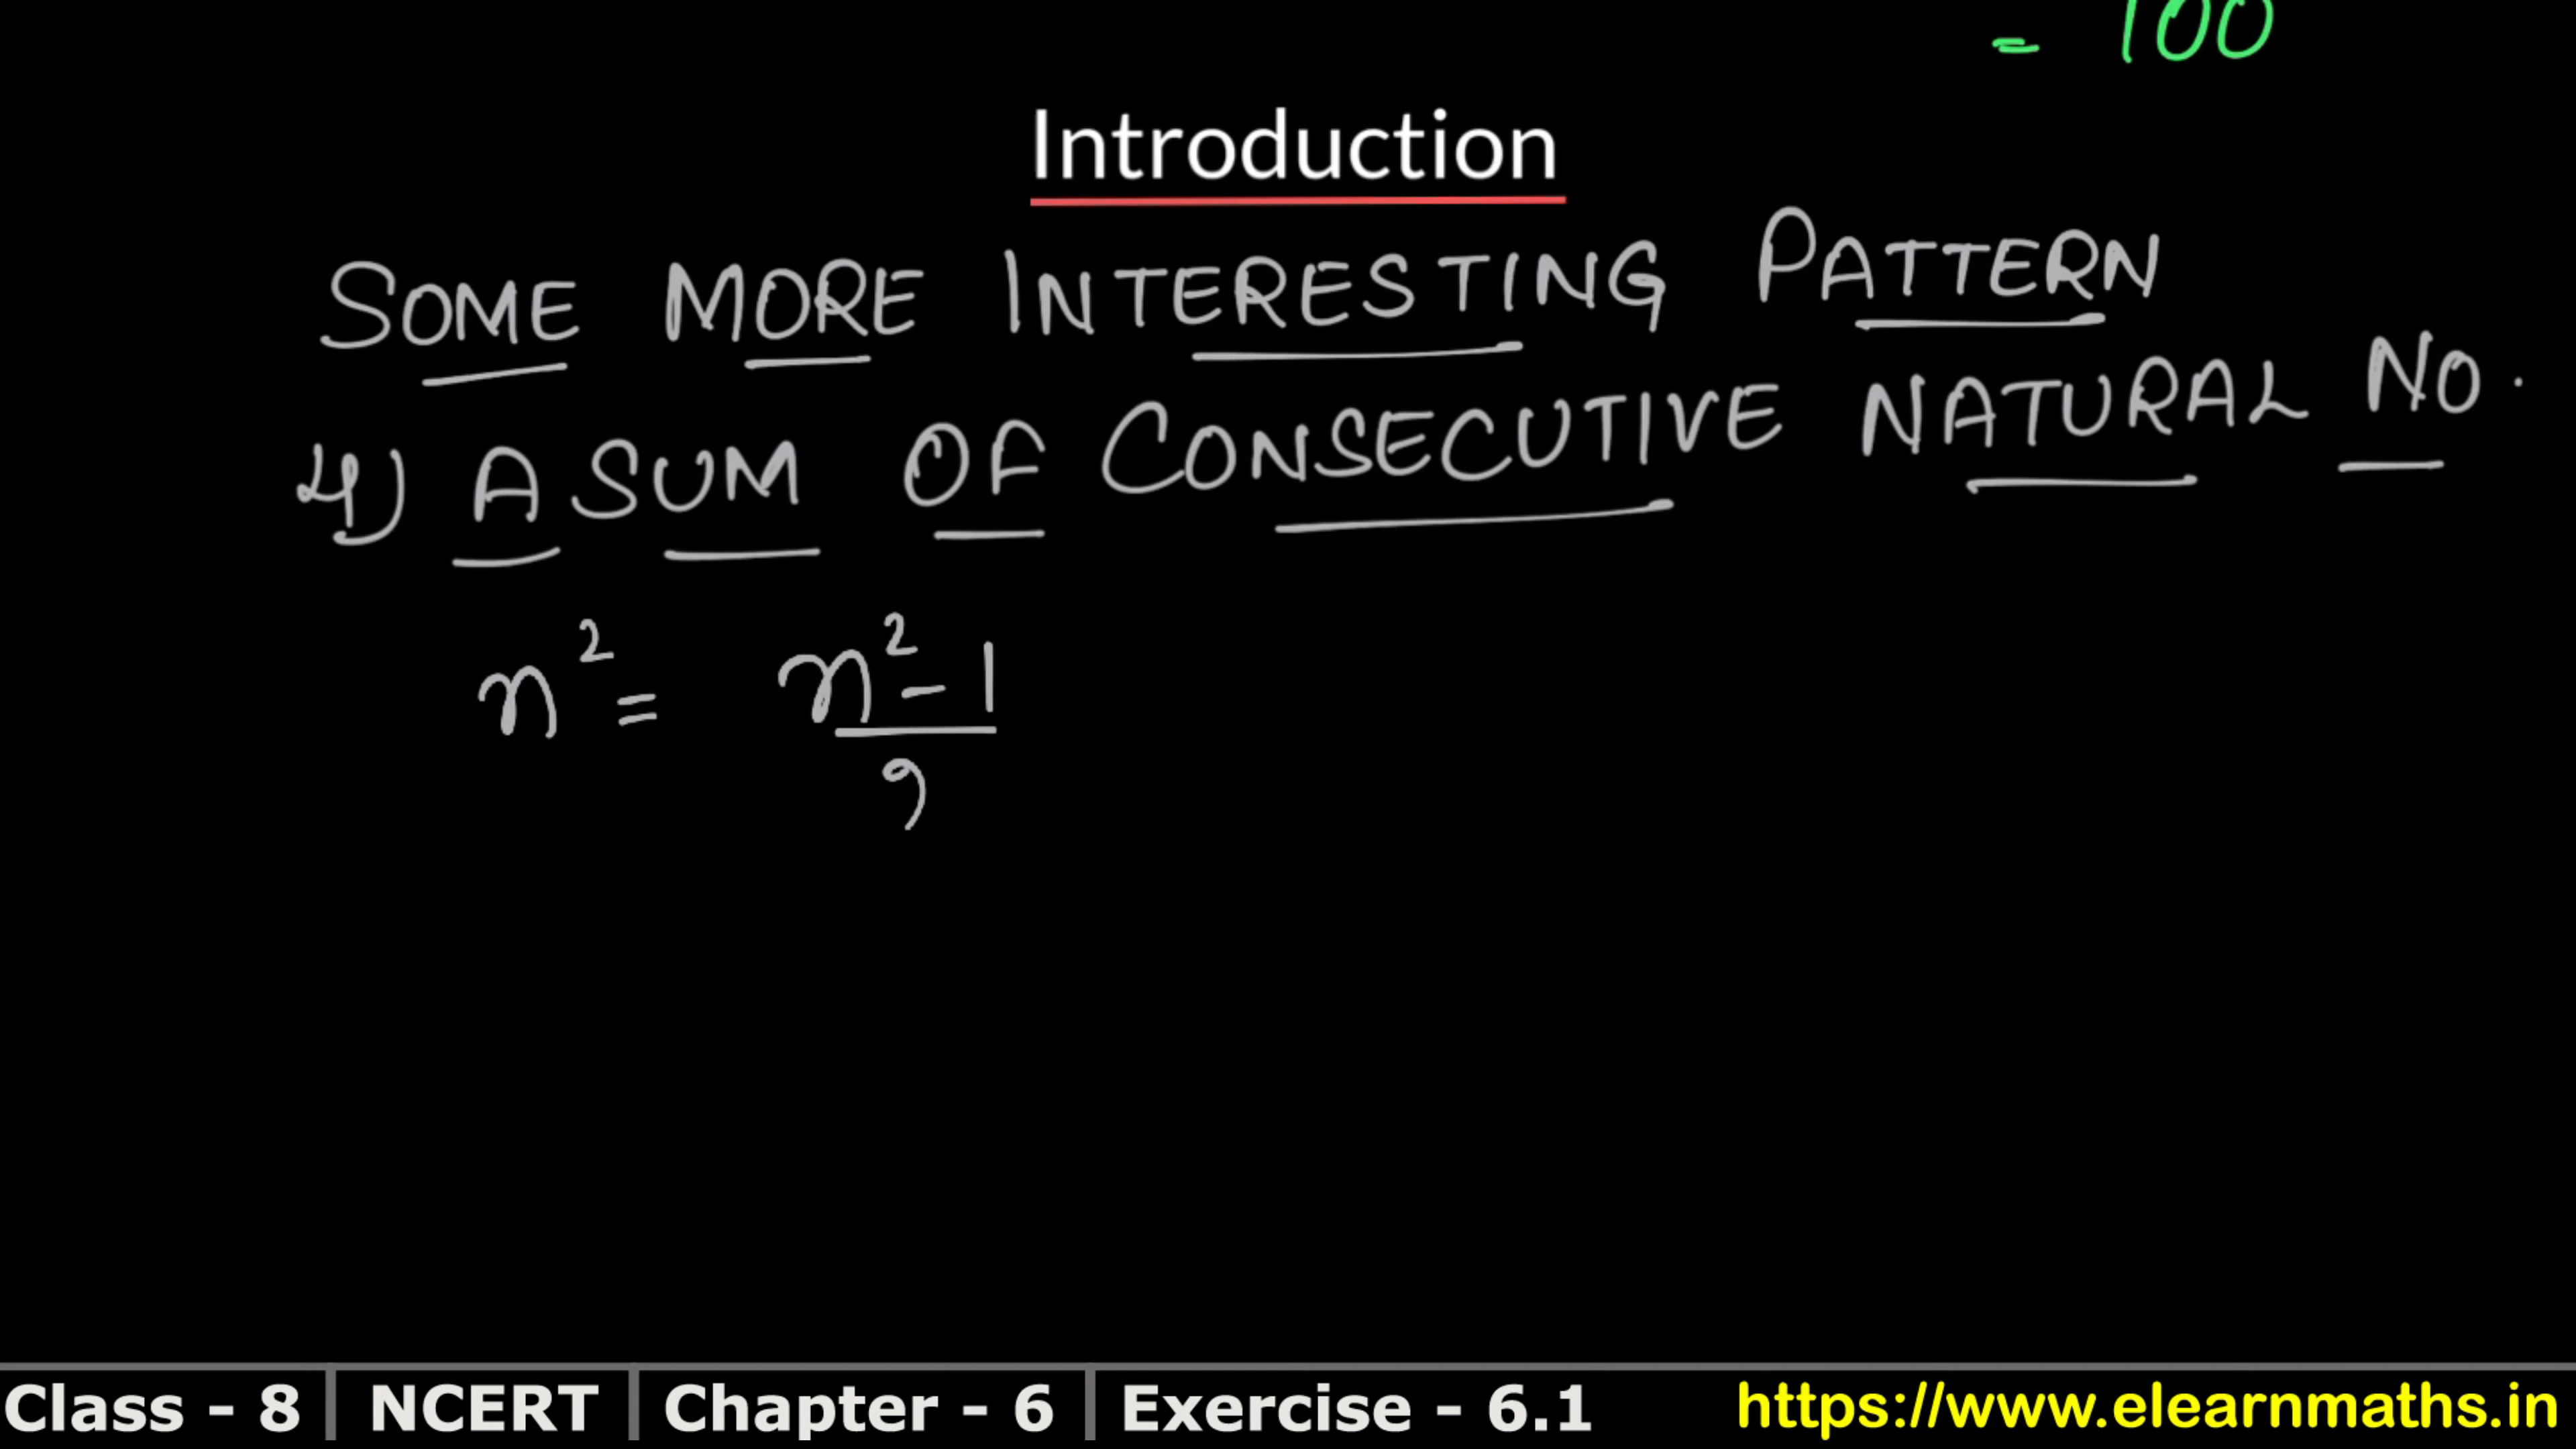 = 100
Introduction
SOME MORE INTERESTING PATTERN
4) A SUM OF CONSECUTIVE NATURAL NO.
n² = n² - 1
Class - 8 | NCERT | Chapter - 6 | Exercise - 6.1 https://www.elearnmaths.in